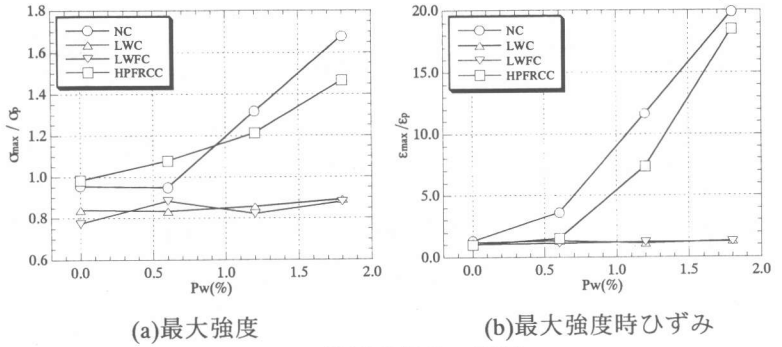 1.8
1.6
1.4
1.2
1.0
0.8
0.6
σmax / σp
NC
LWC
LWFC
HPFRCC
0.0 0.5 1.0 1.5 2.0
Pw(%)
(a)最大強度
20.0
15.0
10.0
5.0
0.0
εmax/εp
NC
LWC
LWFC
HPFRCC
0.0 0.5 1.0 1.5 2.0
Pw(%)
(b)最大強度時ひずみ